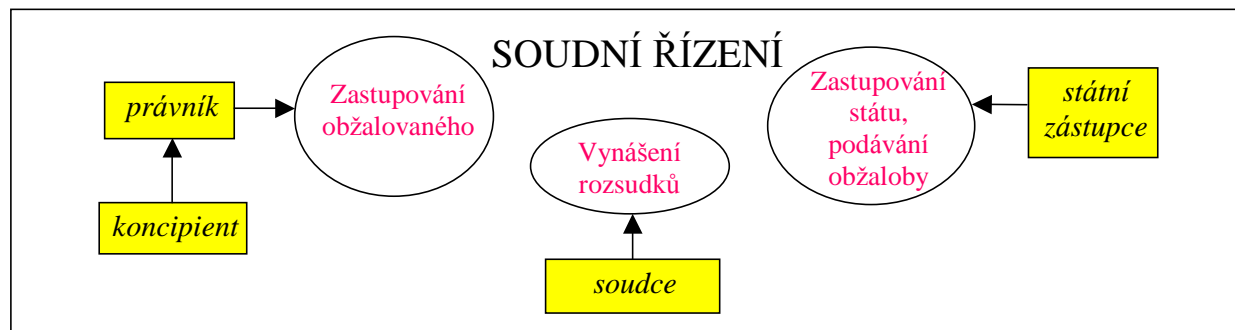 SOUDNÍ ŘÍZENÍ
právník
Zastupování
obžalovaného
Zastupování
státu,
podávání
obžaloby
státní
zástupce
Vynášení
rozsudků
koncipient
soudce